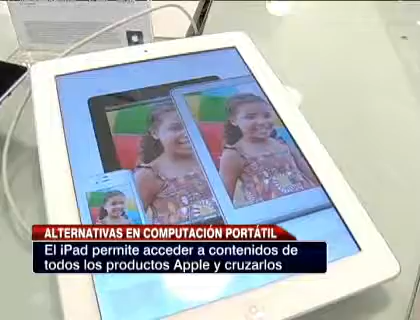 ALTERNATIVAS EN COMPUTACIÓN PORTÁTIL
El iPad permite acceder a contenidos de
todos los productos Apple y cruzarlos